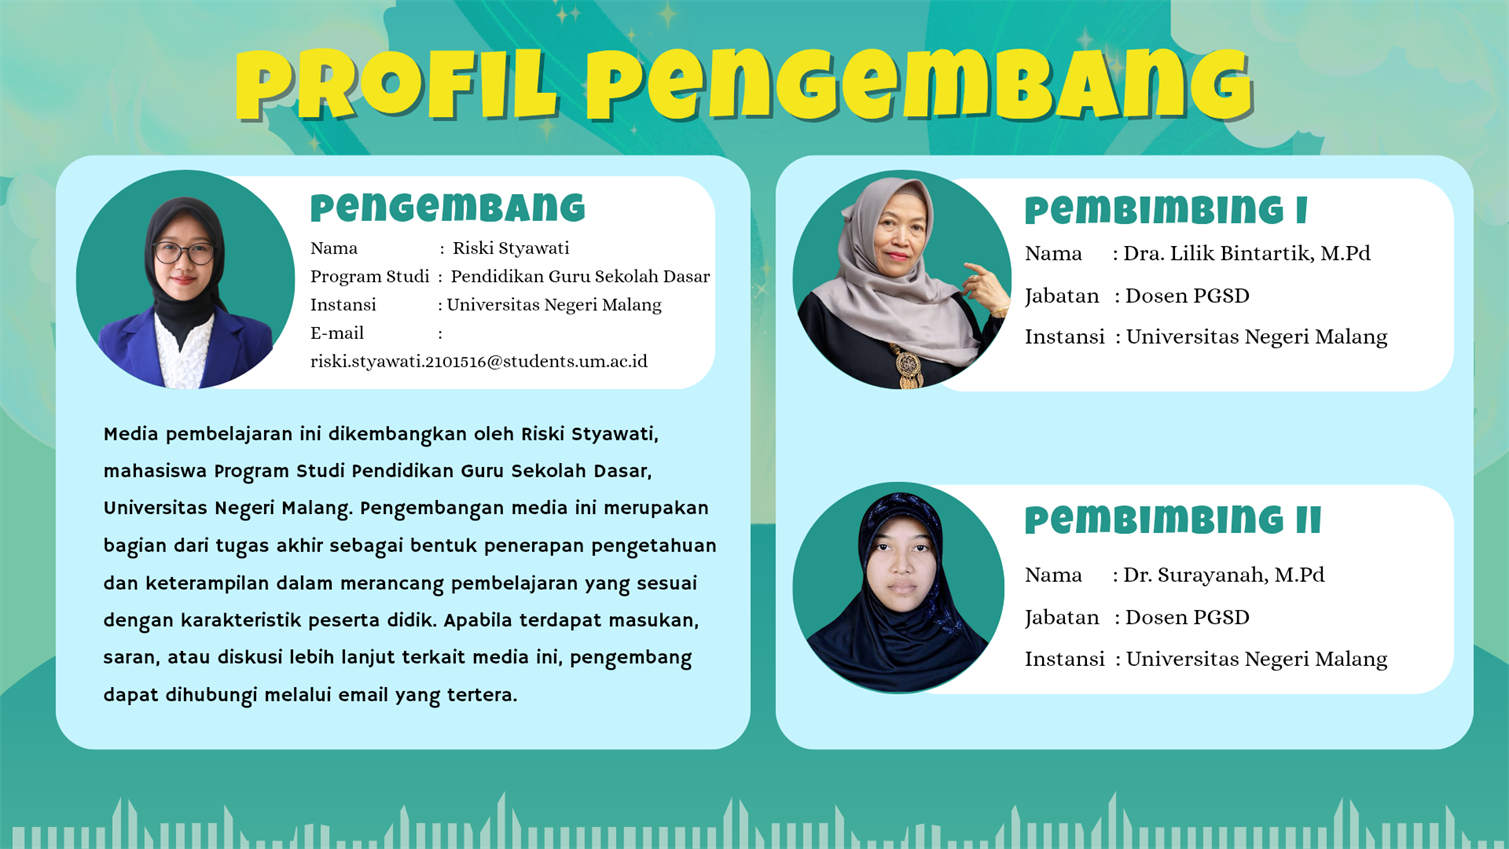 PROFIL PENGEMBANG
PENGEMBANG
Nama : Riski Styawati
Program Studi : Pendidikan Guru Sekolah Dasar
Instansi : Universitas Negeri Malang
E-mail :
riski.styawati.2101516@students.um.ac.id
Media pembelajaran ini dikembangkan oleh Riski Styawati,
mahasiswa Program Studi Pendidikan Guru Sekolah Dasar,
Universitas Negeri Malang. Pengembangan media ini merupakan
bagian dari tugas akhir sebagai bentuk penerapan pengetahuan
dan keterampilan dalam merancang pembelajaran yang sesuai
dengan karakteristik peserta didik. Apabila terdapat masukan,
saran, atau diskusi lebih lanjut terkait media ini, pengembang
dapat dihubungi melalui email yang tertera.
PEMBIMBING I
Nama : Dra. Lilik Bintartik, M.Pd
Jabatan : Dosen PGSD
Instansi : Universitas Negeri Malang
PEMBIMBING II
Nama : Dr. Surayanah, M.Pd
Jabatan : Dosen PGSD
Instansi : Universitas Negeri Malang